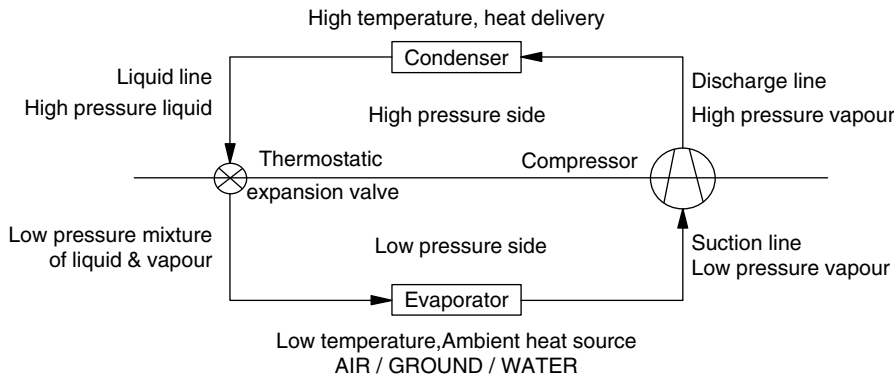 High temperature, heat delivery
Condenser
Liquid line
High pressure liquid
Discharge line
High pressure vapour
High pressure side
Thermostatic
expansion valve
Compressor
Low pressure mixture
of liquid & vapour
Low pressure side
Suction line
Low pressure vapour
Evaporator
Low temperature,Ambient heat source
AIR / GROUND / WATER